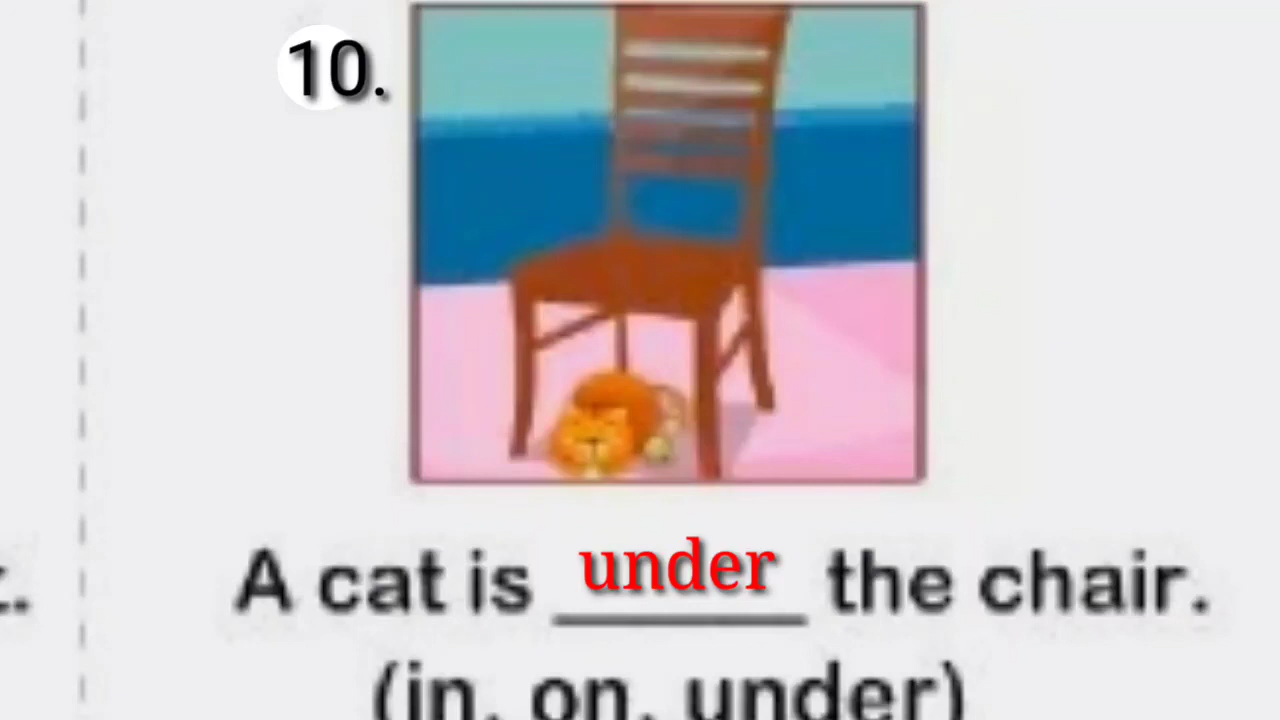 10.
A cat is under the chair.
(in, on, under)